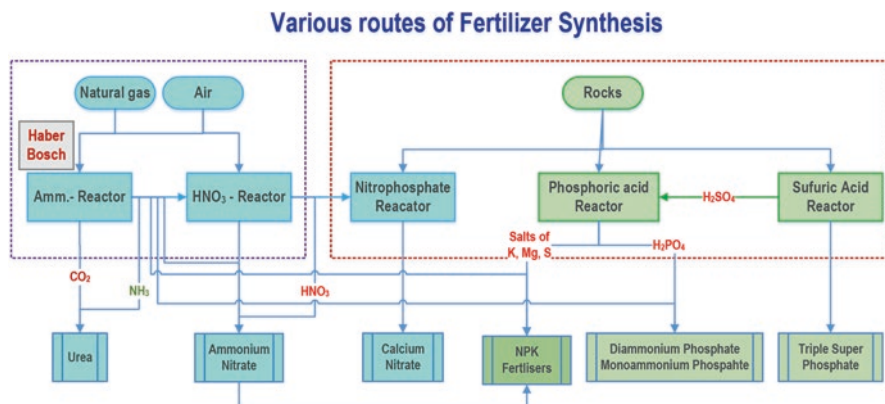 Various routes of Fertilizer Synthesis
Natural gas
Air
Rocks
Haber
Bosch
Amm.- Reactor
HNO₃ - Reactor
Nitrophosphate
Reacator
Phosphoric acid
Reactor
H₂SO₄
Sufuric Acid
Reactor
Salts of
K, Mg, S
H₂PO₄
CO₂
NH₃
HNO₃
Urea
Ammonium
Nitrate
Calcium
Nitrate
NPK
Fertlisers
Diammonium Phosphate
Monoammonium Phospahte
Triple Super
Phosphate